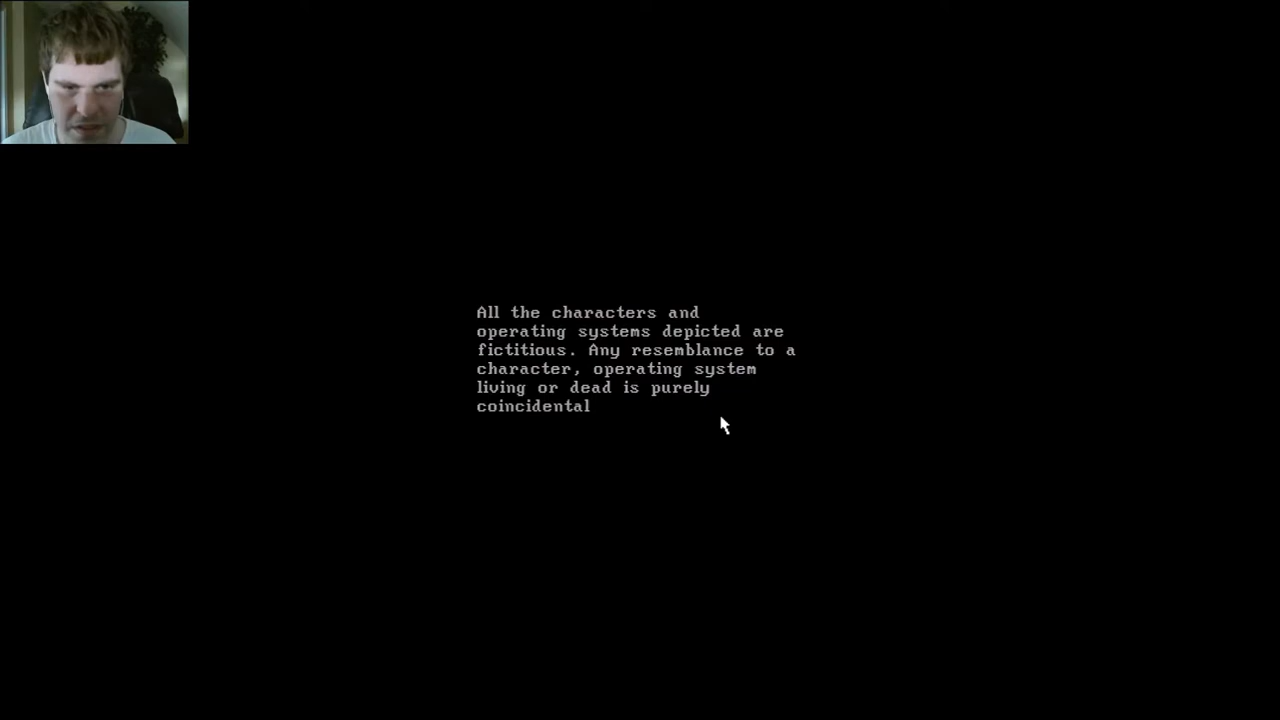 All the characters and
operating systems depicted are
fictitious. Any resemblance to a
character, operating system
living or dead is purely
coincidental